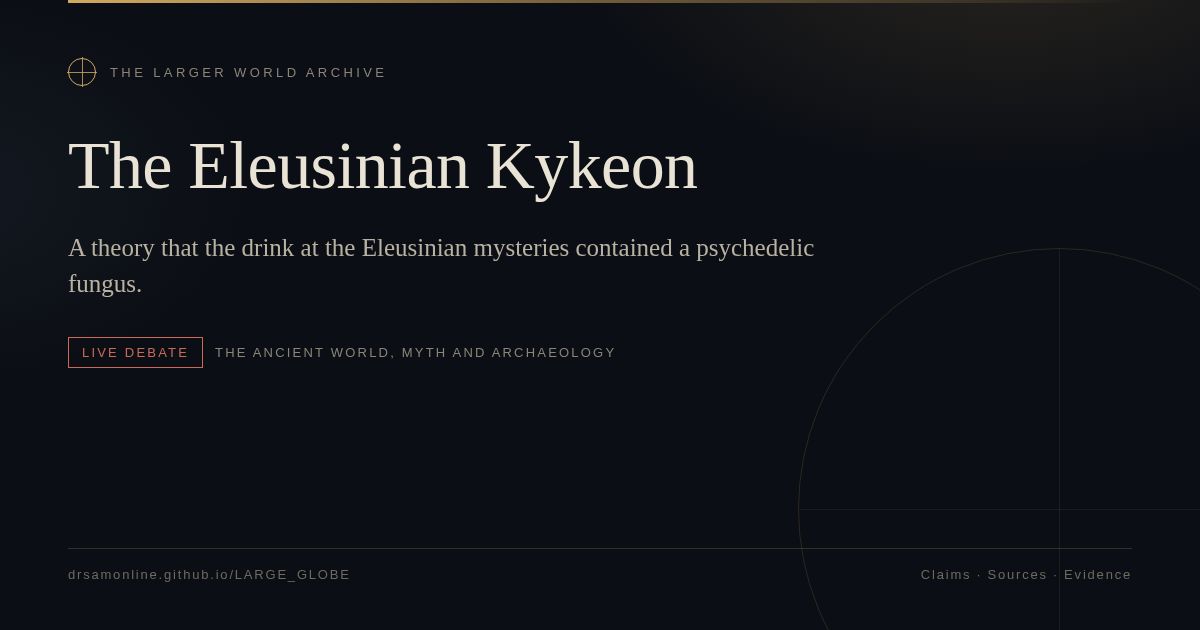 THE LARGER WORLD ARCHIVE
The Eleusinian Kykeon
A theory that the drink at the Eleusinian mysteries contained a psychedelic
fungus.
LIVE DEBATE THE ANCIENT WORLD, MYTH AND ARCHAEOLOGY
drsamonline.github.io/LARGE_GLOBE Claims · Sources · Evidence